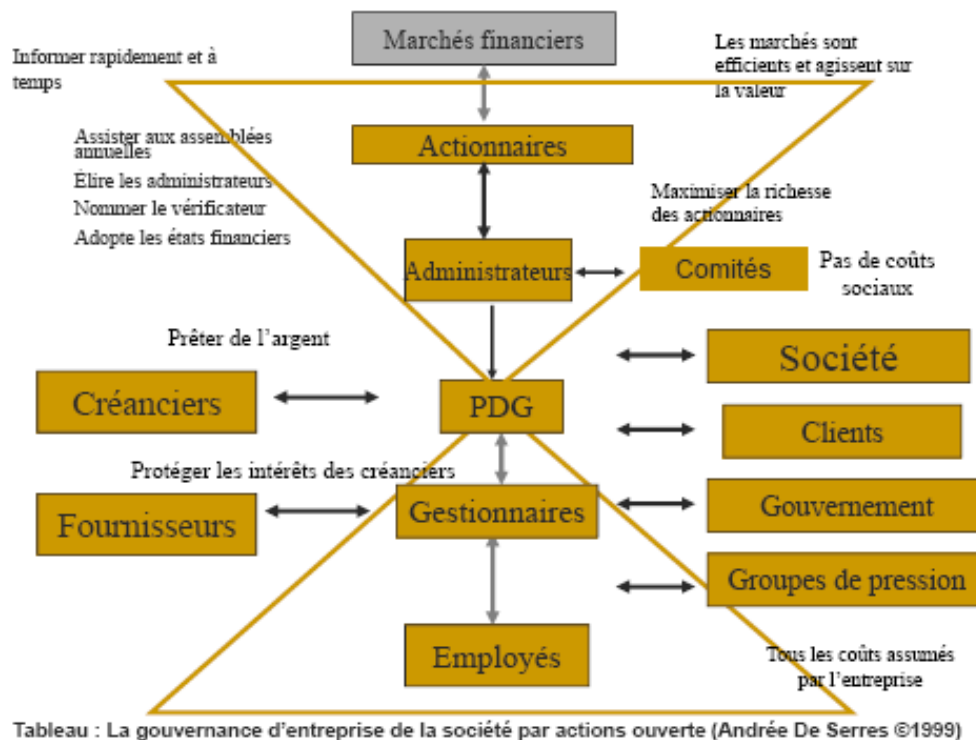 Marchés financiers
Informer rapidement et à
temps
Les marchés sont
efficients et agissent sur
la valeur
Assister aux assemblées
annuelles
Élire les administrateurs
Nommer le vérificateur
Adopte les états financiers
Actionnaires
Maximiser la richesse
des actionnaires
Administrateurs
Comités
Pas de coûts
sociaux
Prêter de l'argent
Société
Créanciers
PDG
Clients
Protéger les intérêts des créanciers
Fournisseurs
Gestionnaires
Gouvernement
Groupes de pression
Employés
Tous les coûts assumés
par l'entreprise
Tableau : La gouvernance d'entreprise de la société par actions ouverte (Andrée De Serres ©1999)